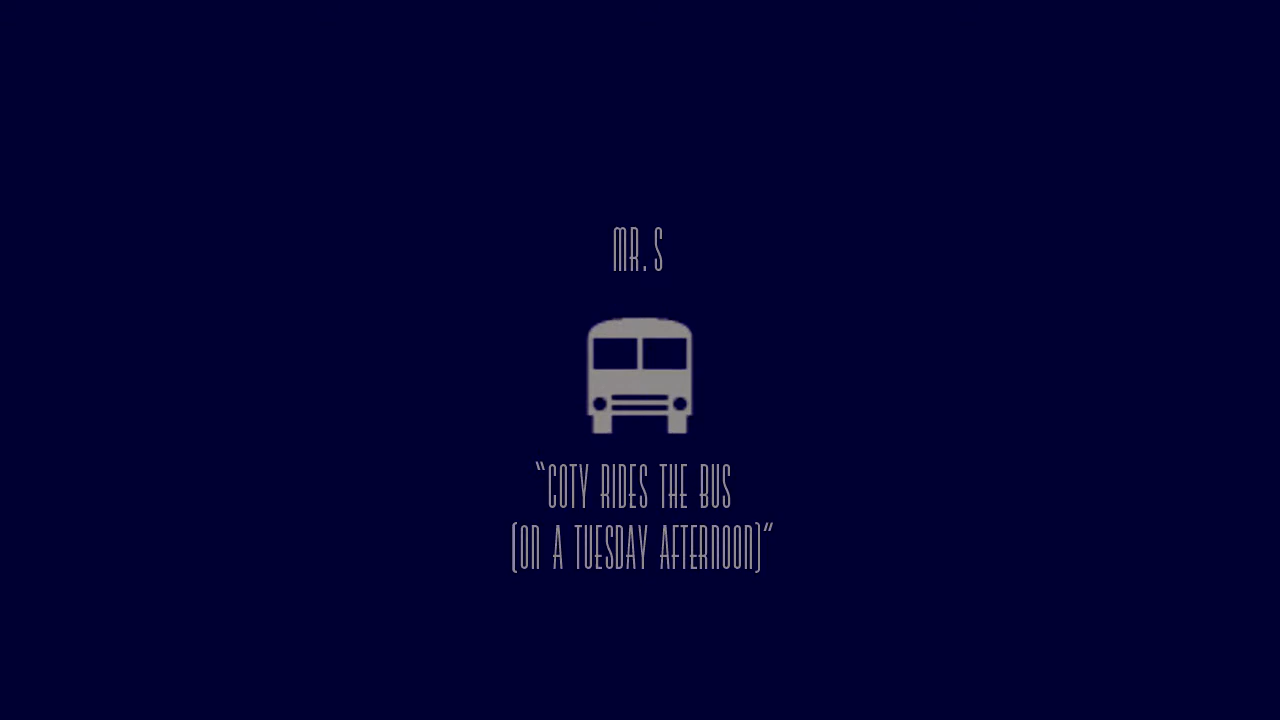 MR. S
“COTY RIDES THE BUS
(ON A TUESDAY AFTERNOON)“